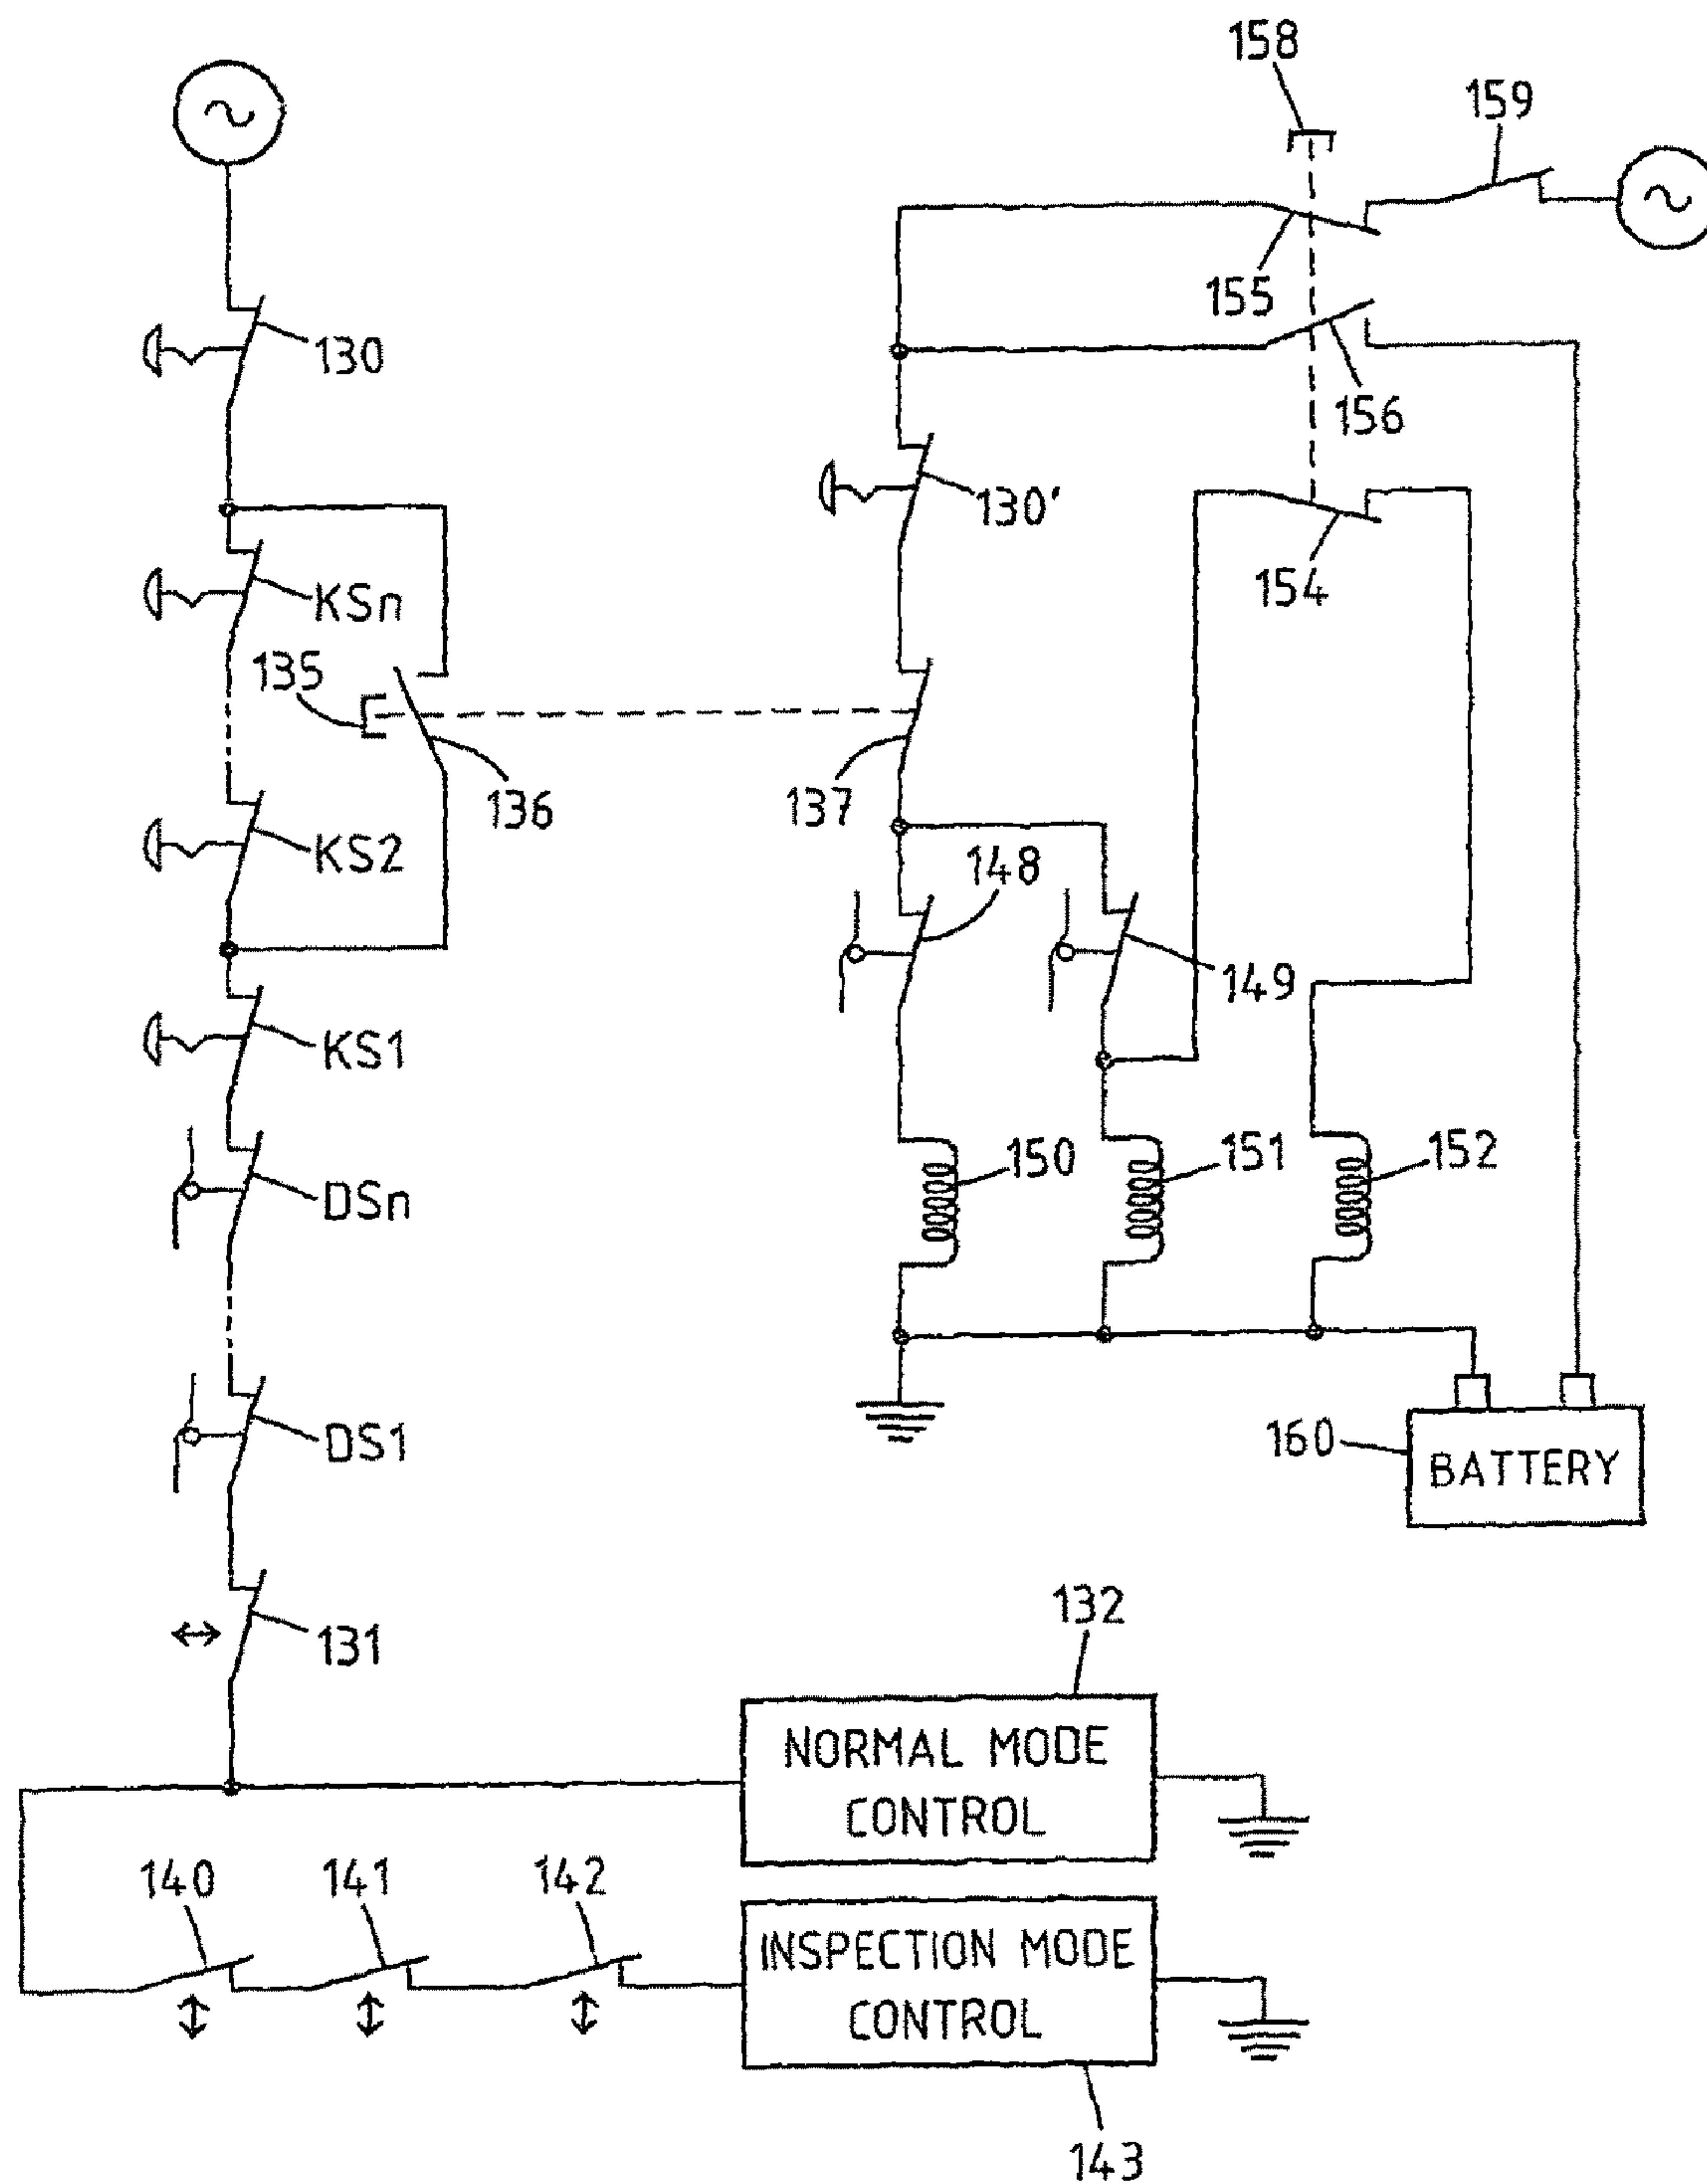 158
159
155
130
156
130'
KSn
154
135
136
137
KS2
148
149
KS1
150
151
152
DSn
DS1
160
BATTERY
131
132
NORMAL MODE
CONTROL
140
141
142
INSPECTION MODE
CONTROL
143